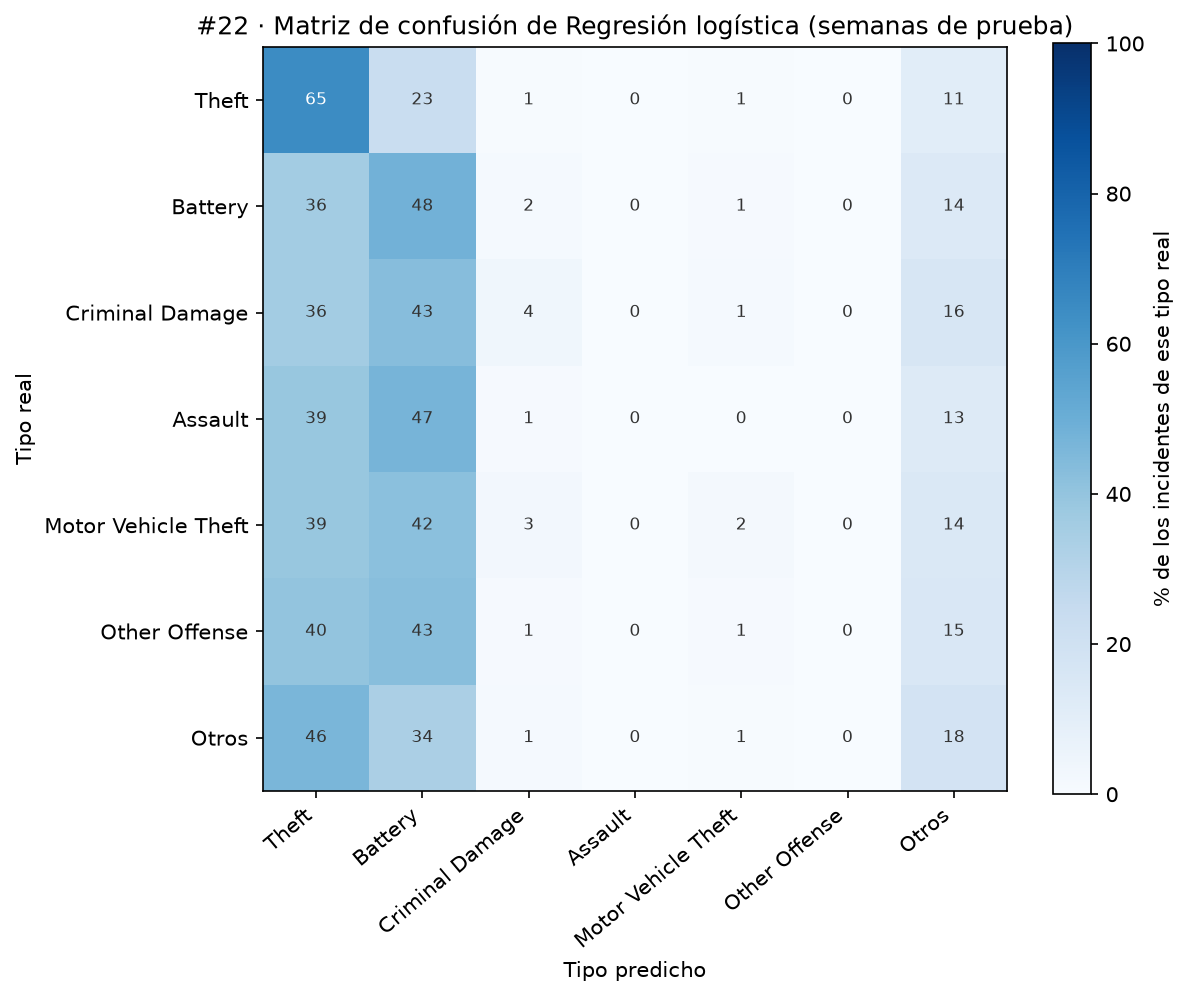 #22 · Matriz de confusión de Regresión logística (semanas de prueba)
Tipo real
Theft 65 23 1 0 1 0 11
Battery 36 48 2 0 1 0 14
Criminal Damage 36 43 4 0 1 0 16
Assault 39 47 1 0 0 0 13
Motor Vehicle Theft 39 42 3 0 2 0 14
Other Offense 40 43 1 0 1 0 15
Otros 46 34 1 0 1 0 18
Theft Battery Criminal Damage Assault Motor Vehicle Theft Other Offense Otros
Tipo predicho
100
80
60
40
20
0
% de los incidentes de ese tipo real